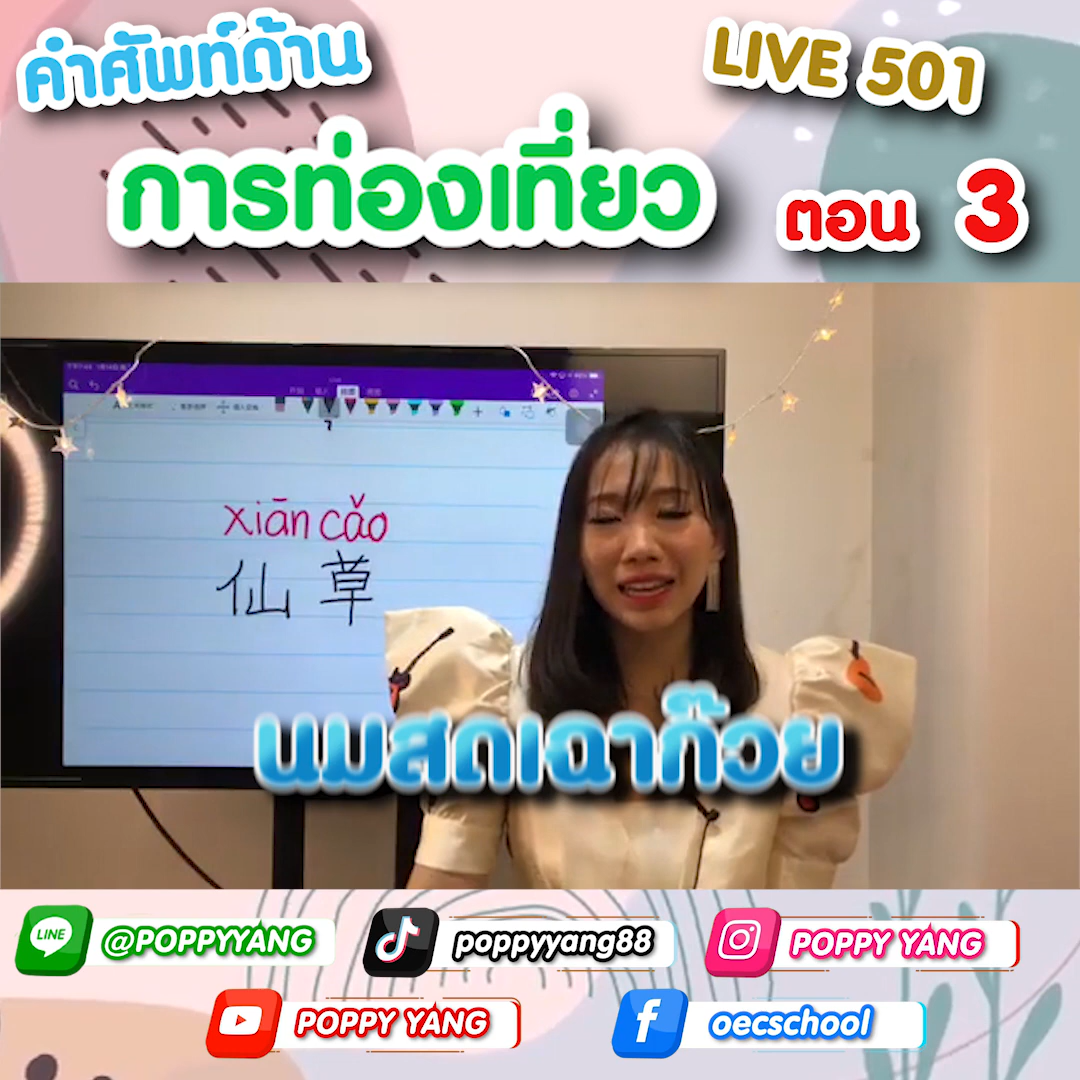 คำศัพท์ด้าน
LIVE 501
การท่องเที่ยว
ตอน 3
xiān cǎo
仙草
นมสดเฉาก๊วย
LINE
@POPPYYANG
poppyyang88
POPPY YANG
POPPY YANG
oecschool